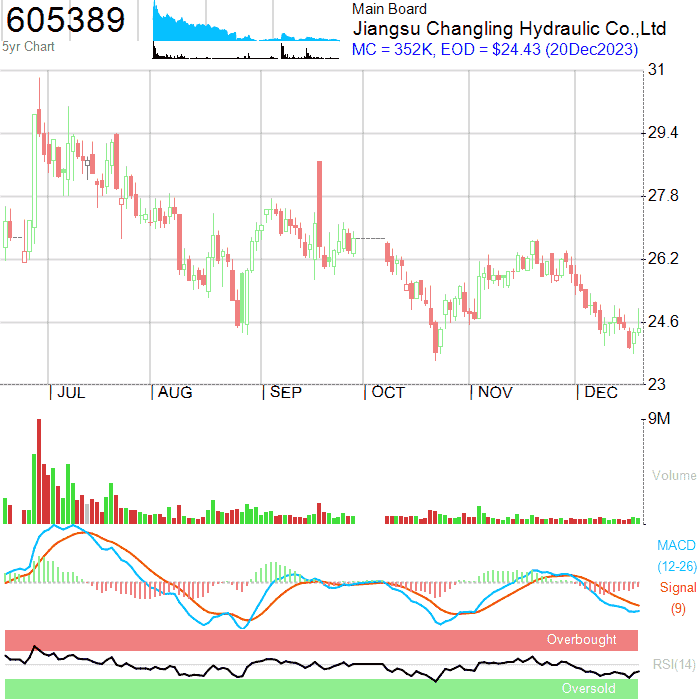 605389
5yr Chart
Main Board
Jiangsu Changling Hydraulic Co.,Ltd
MC = 352K, EOD = $24.43 (20Dec2023)
31
29.4
27.8
26.2
24.6
23
JUL AUG SEP OCT NOV DEC
9M
Volume
MACD
(12-26)
Signal
(9)
Overbought
RSI(14)
Oversold